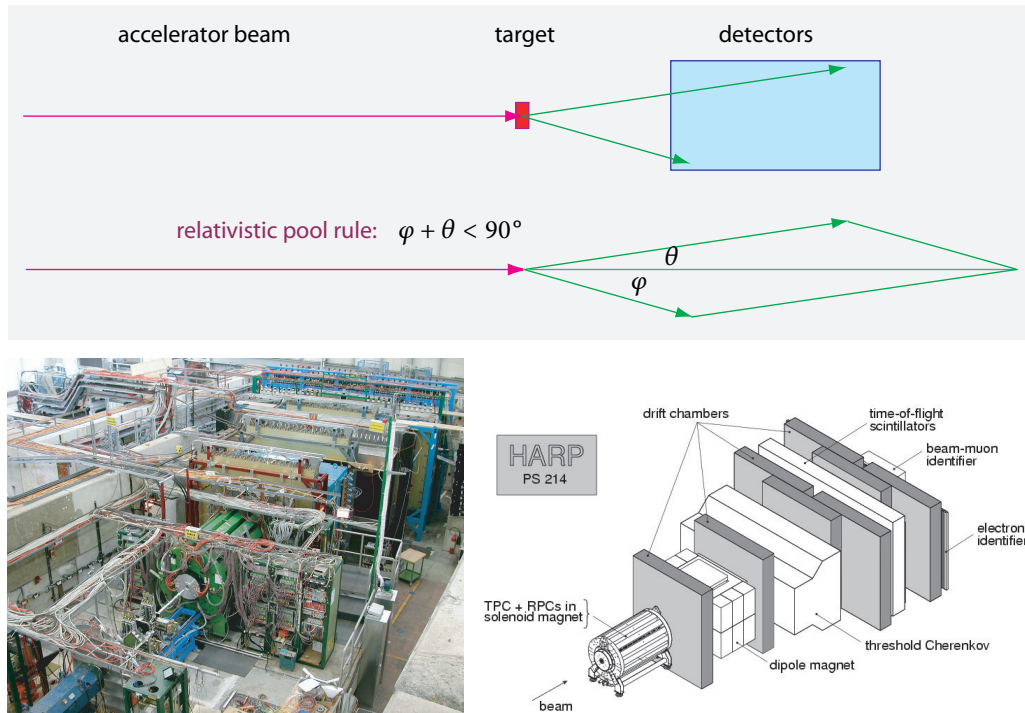 accelerator beam
target
detectors
relativistic pool rule: φ + θ < 90°
θ
φ
drift chambers
time-of-flight
scintillators
beam-muon
identifier
HARP
PS 214
electron
identifier
TPC + RPCs in
solenoid magnet
threshold Cherenkov
dipole magnet
beam